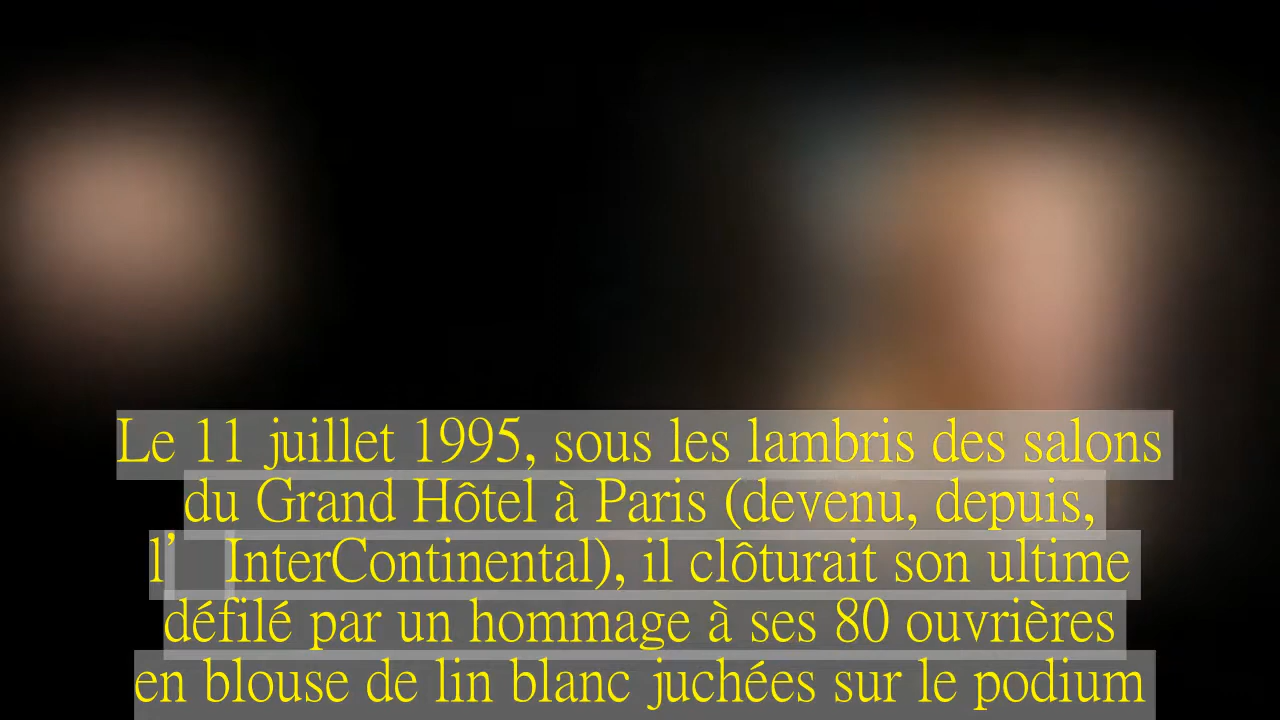 Le 11 juillet 1995, sous les lambris des salons
du Grand Hôtel à Paris (devenu, depuis,
l’InterContinental), il clôturait son ultime
défilé par un hommage à ses 80 ouvrières
en blouse de lin blanc juchées sur le podium